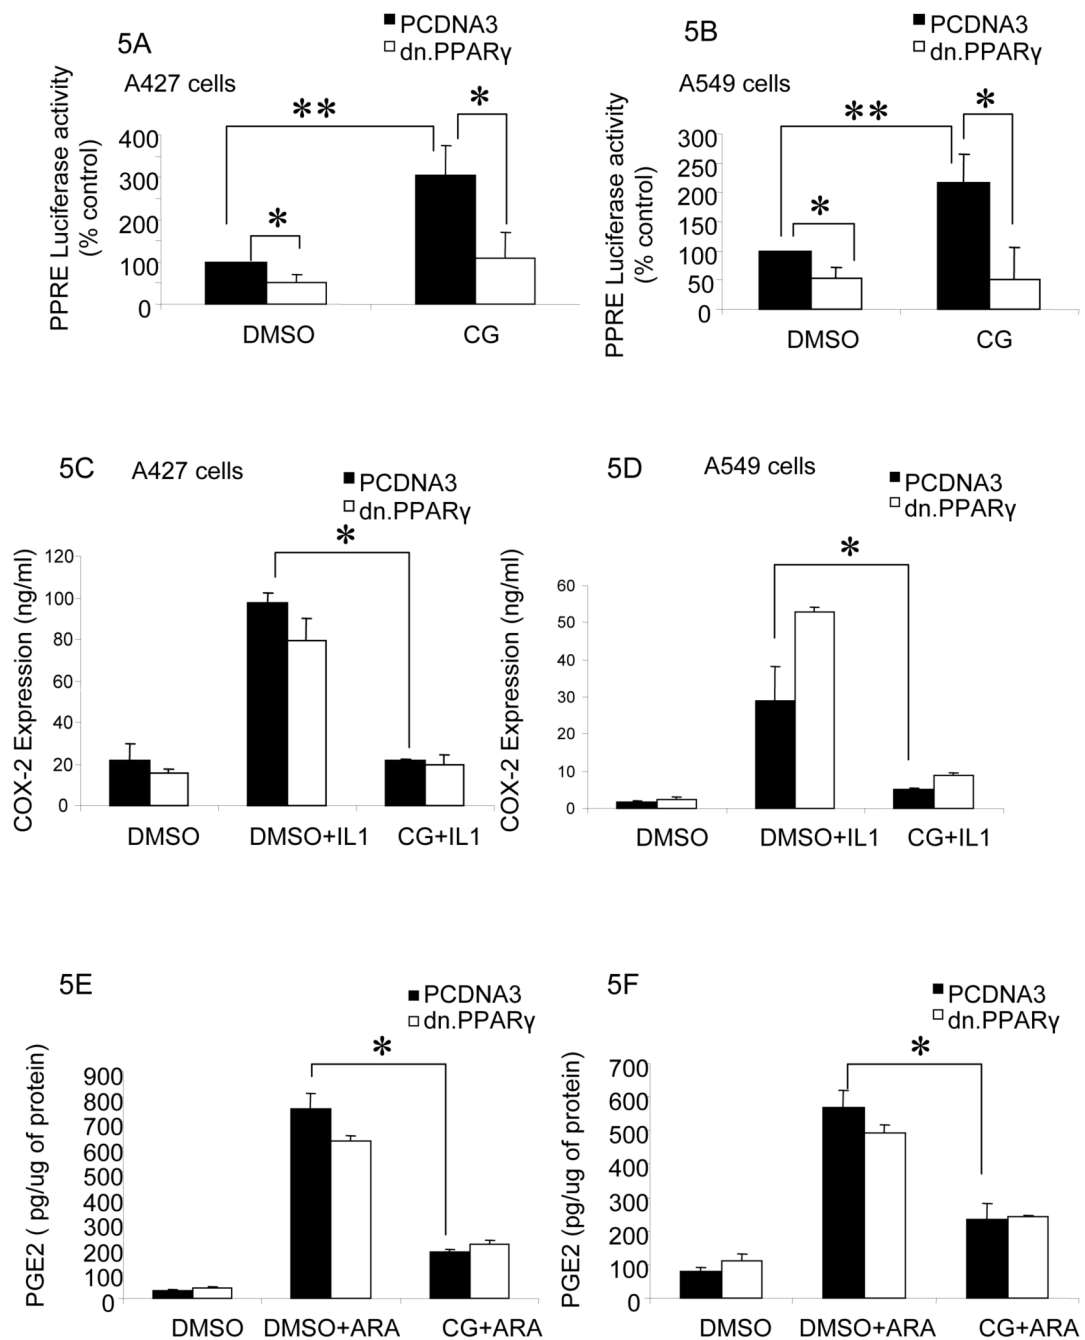 5A
PCDNA3
dn.PPARγ
A427 cells
PPRE Luciferase activity
(% control)
400
300
200
100
0
**
*
*
DMSO
CG
5B
PCDNA3
dn.PPARγ
A549 cells
PPRE Luciferase activity
(% control)
300
250
200
150
100
50
0
**
*
*
DMSO
CG
5C
A427 cells
PCDNA3
dn.PPARγ
COX-2 Expression (ng/ml)
120
100
80
60
40
20
0
*
DMSO
DMSO+IL1
CG+IL1
5D
A549 cells
PCDNA3
dn.PPARγ
COX-2 Expression (ng/ml)
60
50
40
30
20
10
0
*
DMSO
DMSO+IL1
CG+IL1
5E
PCDNA3
dn.PPARγ
PGE2 ( pg/ug of protein)
900
800
700
600
500
400
300
200
100
0
*
DMSO
DMSO+ARA
CG+ARA
5F
PCDNA3
dn.PPARγ
PGE2 (pg/ug of protein)
700
600
500
400
300
200
100
0
*
DMSO
DMSO+ARA
CG+ARA